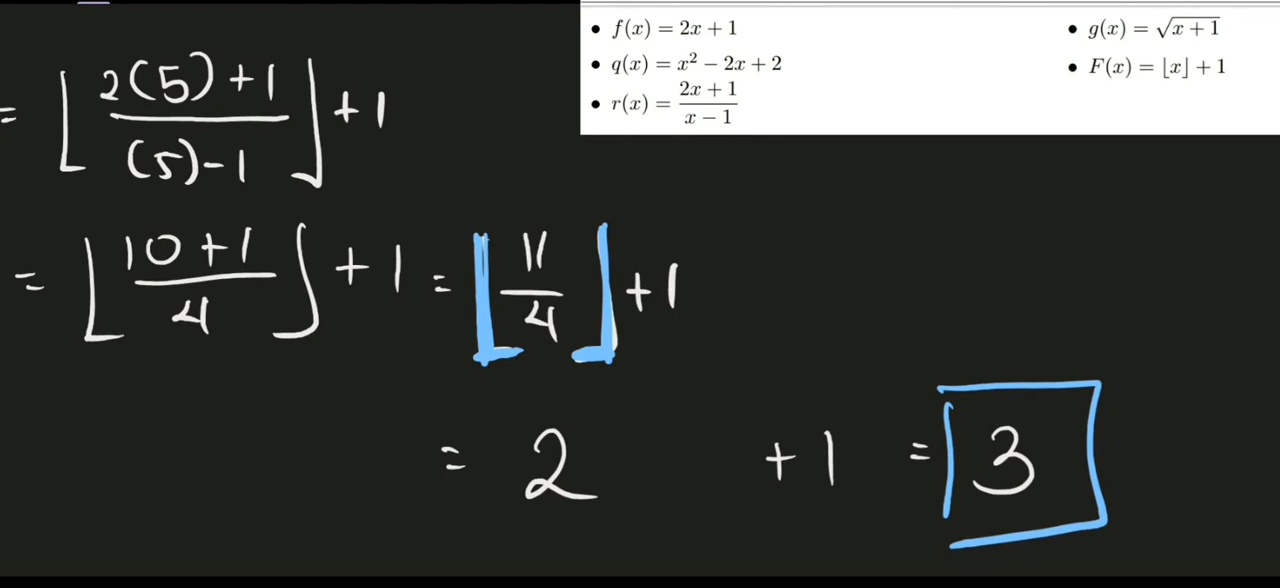 • f(x) = 2x + 1
• g(x) = √(x + 1)
• q(x) = x² − 2x + 2
• F(x) = ⌊x⌋ + 1
• r(x) = (2x + 1)/(x − 1)
= ⌊(2(5)+1)/((5)-1)⌋ + 1
= ⌊(10+1)/4⌋ + 1 = ⌊11/4⌋ + 1
= 2 + 1 = 3